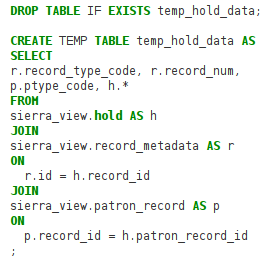 DROP TABLE IF EXISTS temp_hold_data;
CREATE TEMP TABLE temp_hold_data AS
SELECT
r.record_type_code, r.record_num,
p.ptype_code, h.*
FROM
sierra_view.hold AS h
JOIN
sierra_view.record_metadata AS r
ON
r.id = h.record_id
JOIN
sierra_view.patron_record AS p
ON
p.record_id = h.patron_record_id
;